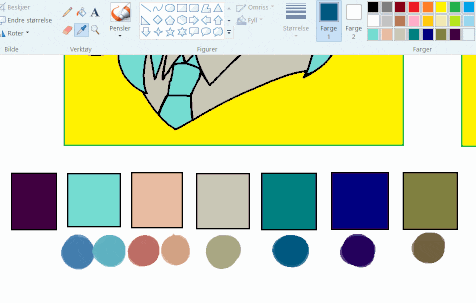 Beskjær
Endre størrelse
Roter
A
Pensler
Omriss
Fyll
Størrelse
Farge
1
Farge
2
Bilde
Verktøy
Figurer
Farger